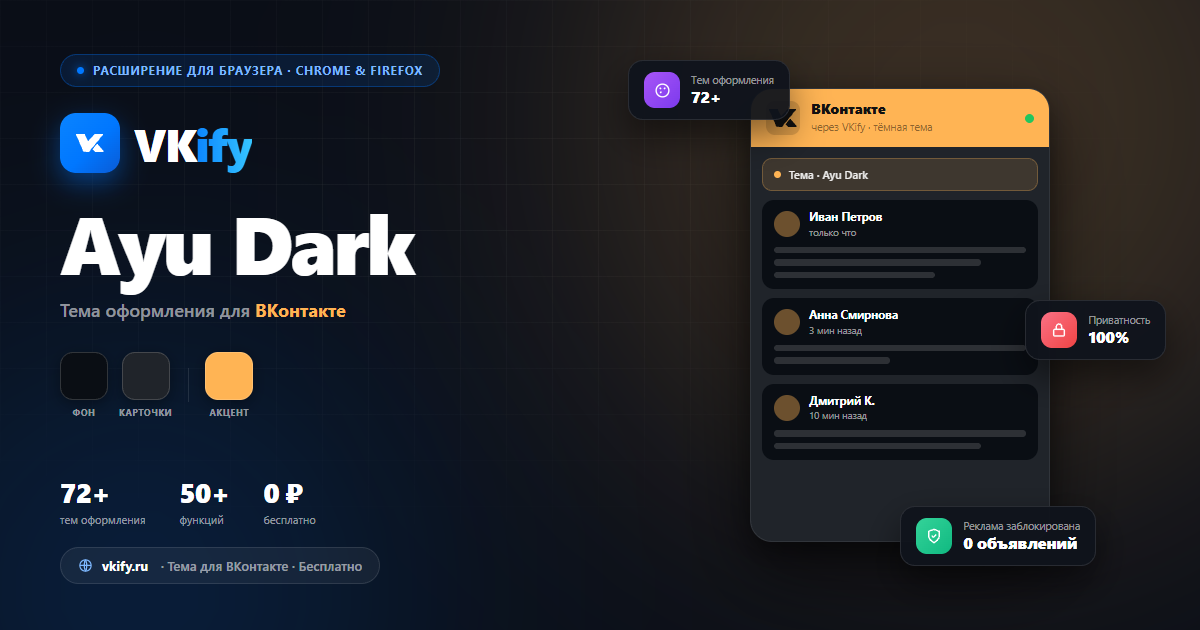 РАСШИРЕНИЕ ДЛЯ БРАУЗЕРА · CHROME & FIREFOX
VKify
Ayu Dark
Тема оформления для ВКонтакте
ФОН
КАРТОЧКИ
АКЦЕНТ
72+
тем оформления
50+
функций
0 ₽
бесплатно
vkify.ru · Тема для ВКонтакте · Бесплатно
Тем оформления
72+
ВКонтакте
через VKify · тёмная тема
Тема · Ayu Dark
Иван Петров
только что
Анна Смирнова
3 мин назад
Дмитрий К.
10 мин назад
Приватность
100%
Реклама заблокирована
0 объявлений